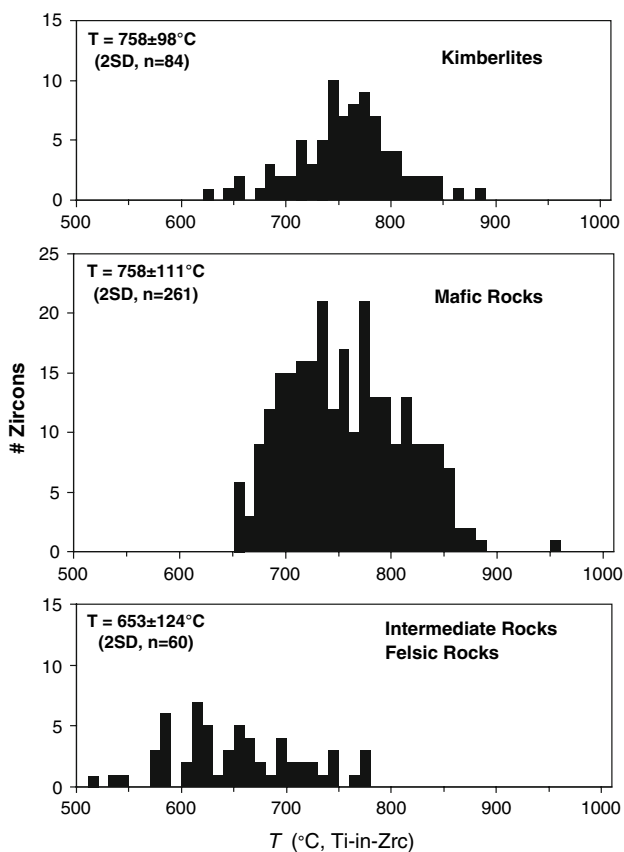 T = 758±98°C
(2SD, n=84)
Kimberlites
15
10
5
0
500 600 700 800 900 1000
T = 758±111°C
(2SD, n=261)
Mafic Rocks
25
20
15
10
5
0
500 600 700 800 900 1000
# Zircons
T = 653±124°C
(2SD, n=60)
Intermediate Rocks
Felsic Rocks
15
10
5
0
500 600 700 800 900 1000
T (°C, Ti-in-Zrc)